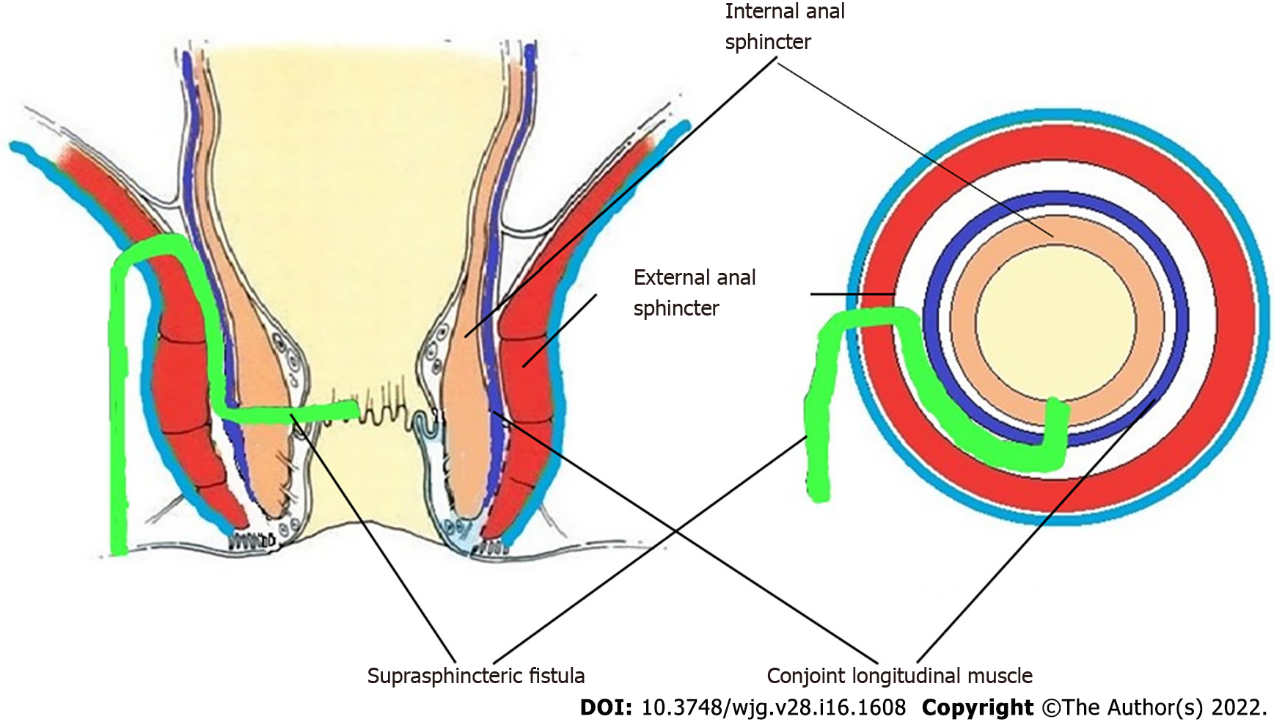 Internal anal
sphincter
External anal
sphincter
Suprasphincteric fistula
Conjoint longitudinal muscle
DOI: 10.3748/wjg.v28.i16.1608 Copyright ©The Author(s) 2022.